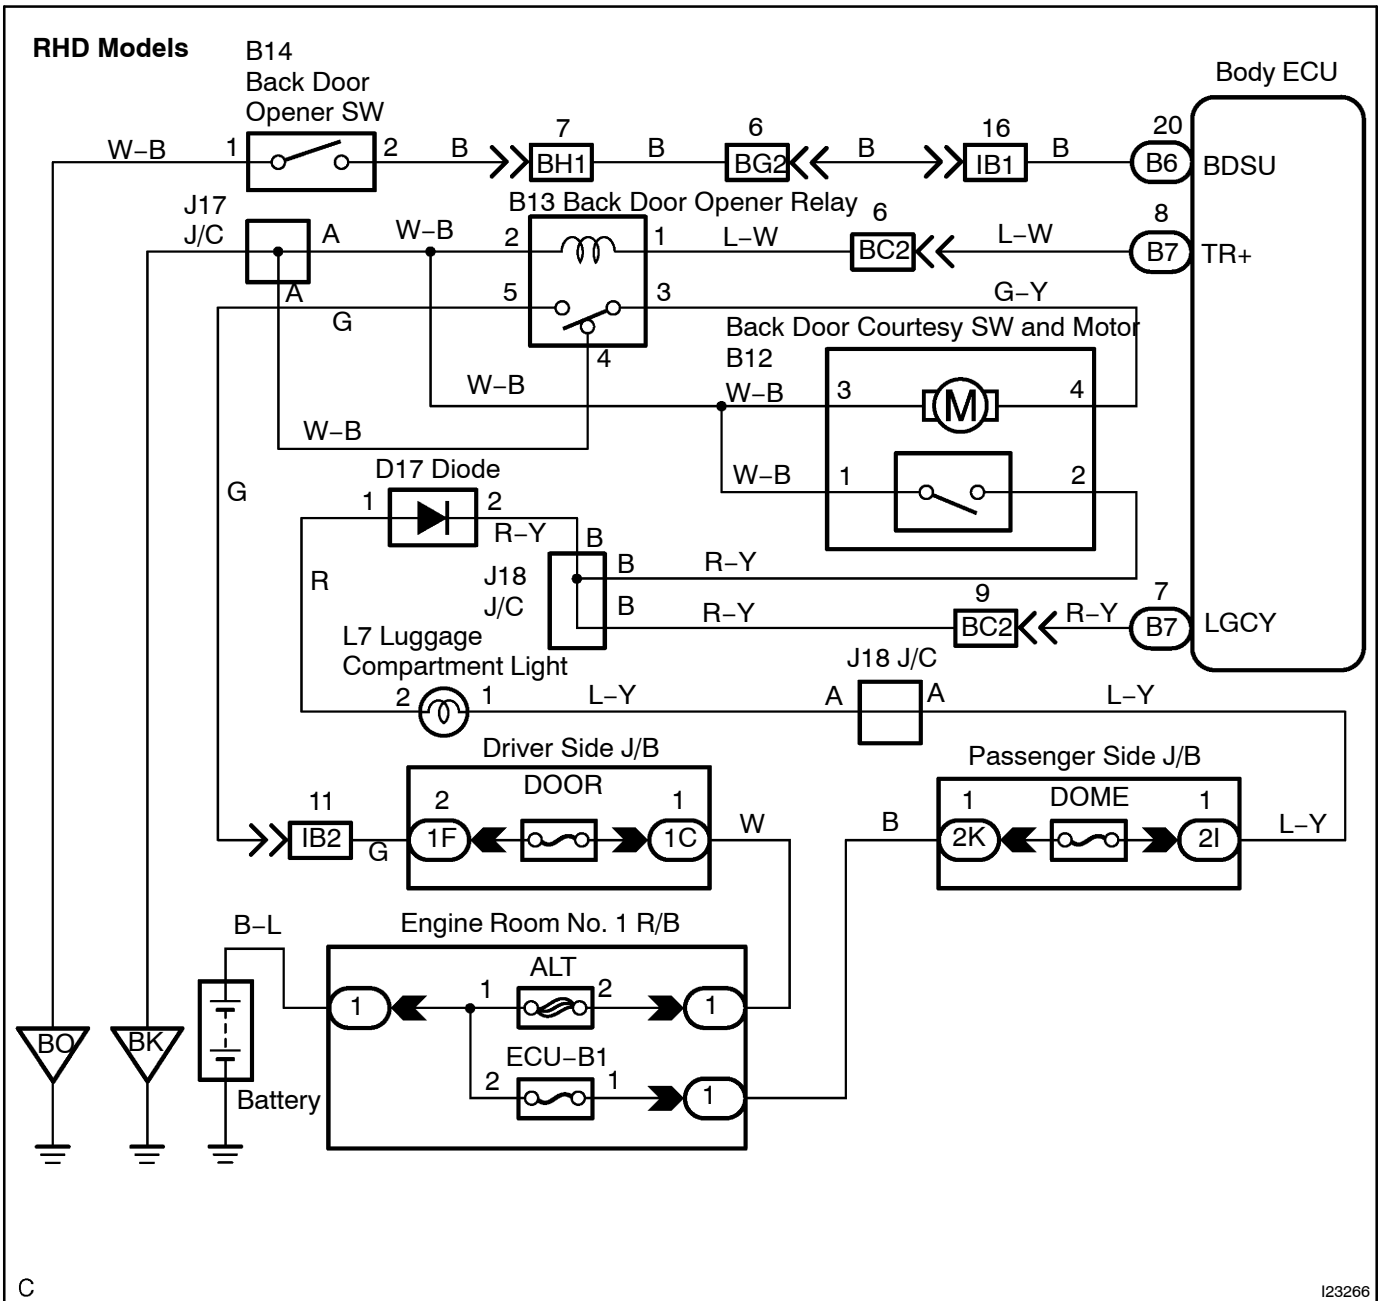 RHD Models
B14
Back Door
Opener SW
Body ECU
W–B
1
2
B
7
BH1
B
6
BG2
B
16
IB1
B
20
B6
BDSU
J17
J/C
A
W–B
B13 Back Door Opener Relay
2
1
L–W
6
BC2
L–W
8
B7
TR+
A
5
3
G–Y
G
4
Back Door Courtesy SW and Motor
B12
W–B
W–B
3
M
4
W–B
D17 Diode
W–B
1
2
G
1
2
R–Y
B
B
R–Y
J18
J/C
R
B
R–Y
9
BC2
R–Y
7
B7
LGCY
L7 Luggage
Compartment Light
J18 J/C
2
1
L–Y
A
A
L–Y
Driver Side J/B
Passenger Side J/B
DOOR
DOME
11
IB2
G
2
1F
1
1C
W
B
1
2K
1
2I
L–Y
B–L
Engine Room No. 1 R/B
ALT
1
1
2
1
BO
BK
ECU–B1
2
1
1
Battery
C
I23266